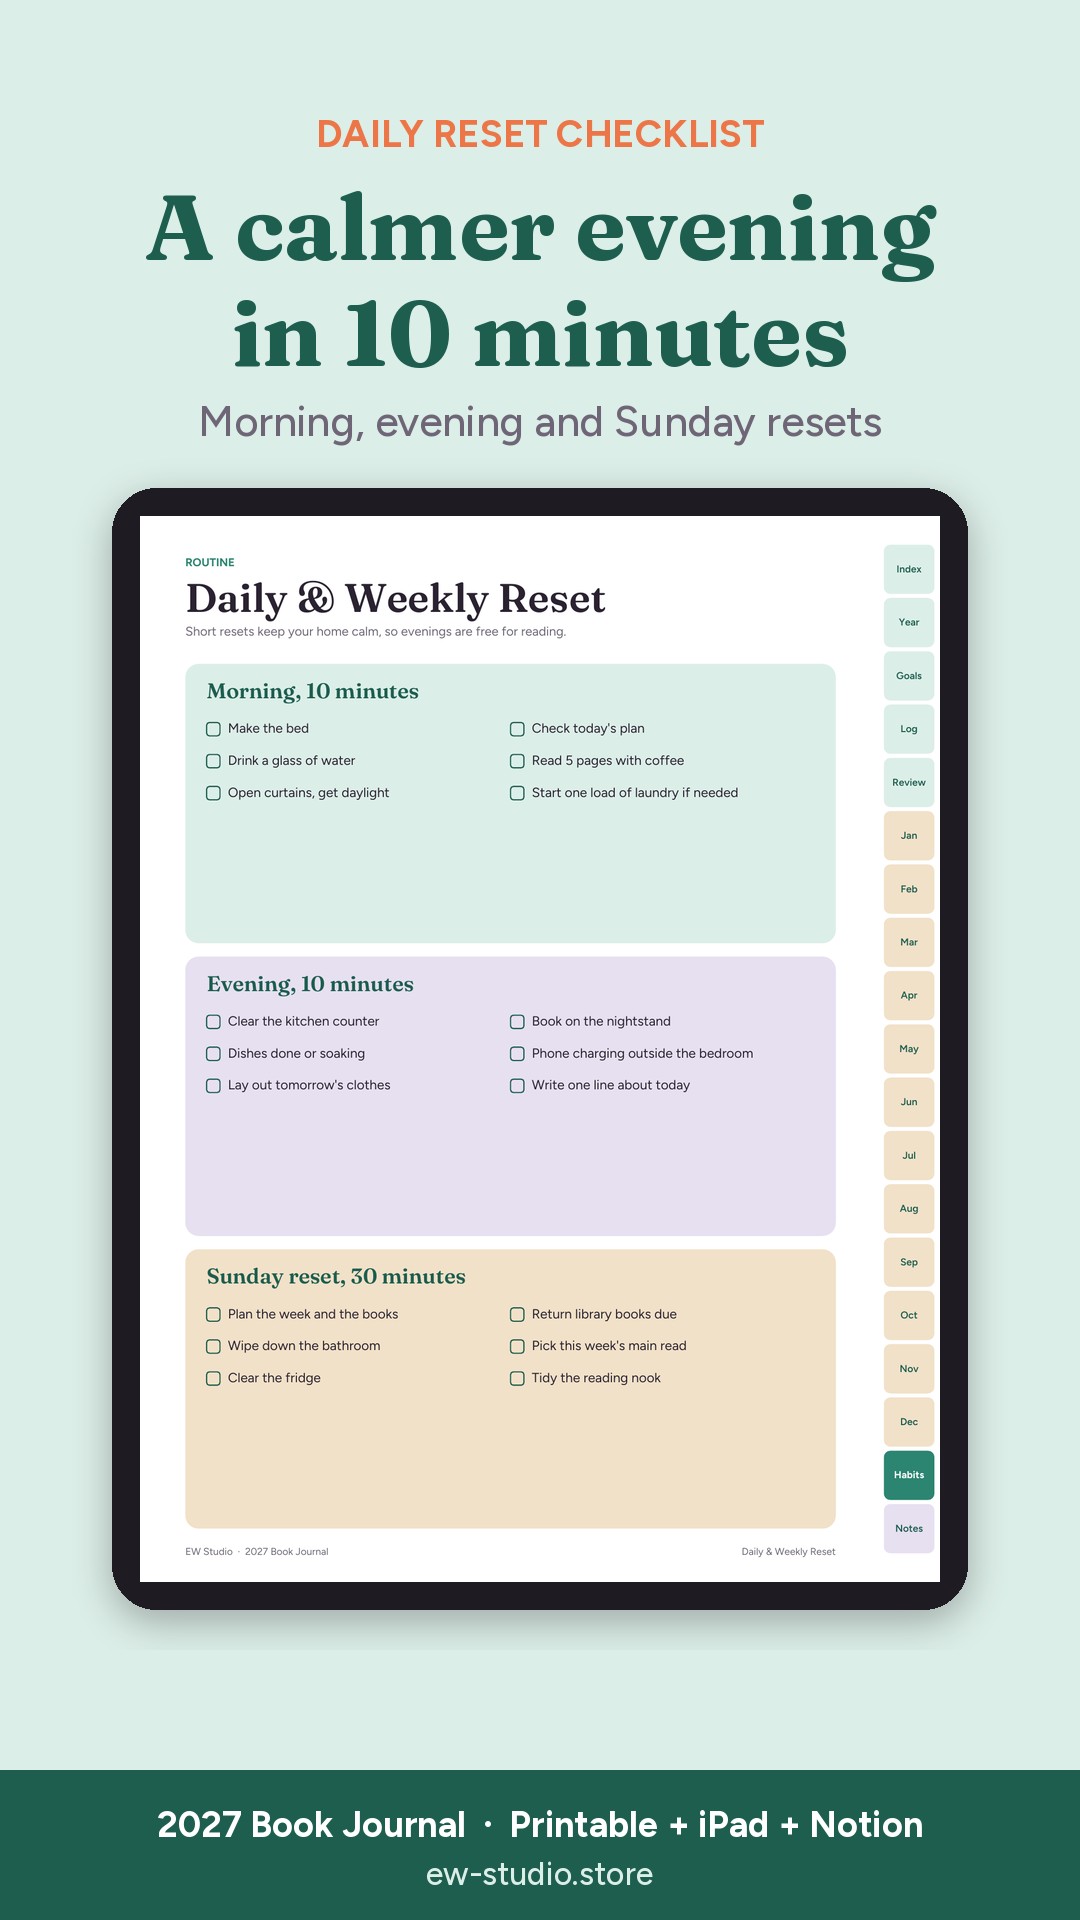 DAILY RESET CHECKLIST
A calmer evening
in 10 minutes
Morning, evening and Sunday resets
ROUTINE
Daily & Weekly Reset
Short resets keep your home calm, so evenings are free for reading.
Morning, 10 minutes
Make the bed
Drink a glass of water
Open curtains, get daylight
Check today's plan
Read 5 pages with coffee
Start one load of laundry if needed
Evening, 10 minutes
Clear the kitchen counter
Dishes done or soaking
Lay out tomorrow's clothes
Book on the nightstand
Phone charging outside the bedroom
Write one line about today
Sunday reset, 30 minutes
Plan the week and the books
Wipe down the bathroom
Clear the fridge
Return library books due
Pick this week's main read
Tidy the reading nook
EW Studio · 2027 Book Journal
Daily & Weekly Reset
Index
Year
Goals
Log
Review
Jan
Feb
Mar
Apr
May
Jun
Jul
Aug
Sep
Oct
Nov
Dec
Habits
Notes
2027 Book Journal · Printable + iPad + Notion
ew-studio.store